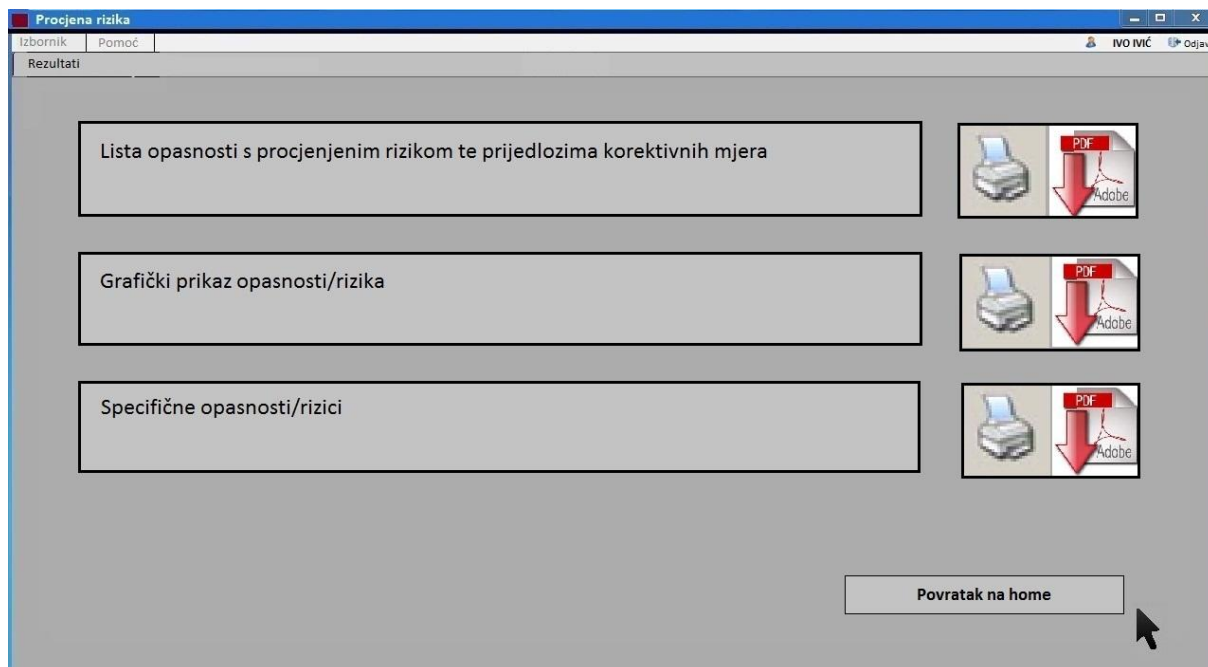 Procjena rizika
Izbornik Pomoć IVO IVIĆ Odjav
Rezultati
Lista opasnosti s procjenjenim rizikom te prijedlozima korektivnih mjera
PDF
Adobe
Grafički prikaz opasnosti/rizika
PDF
Adobe
Specifične opasnosti/rizici
PDF
Adobe
Povratak na home